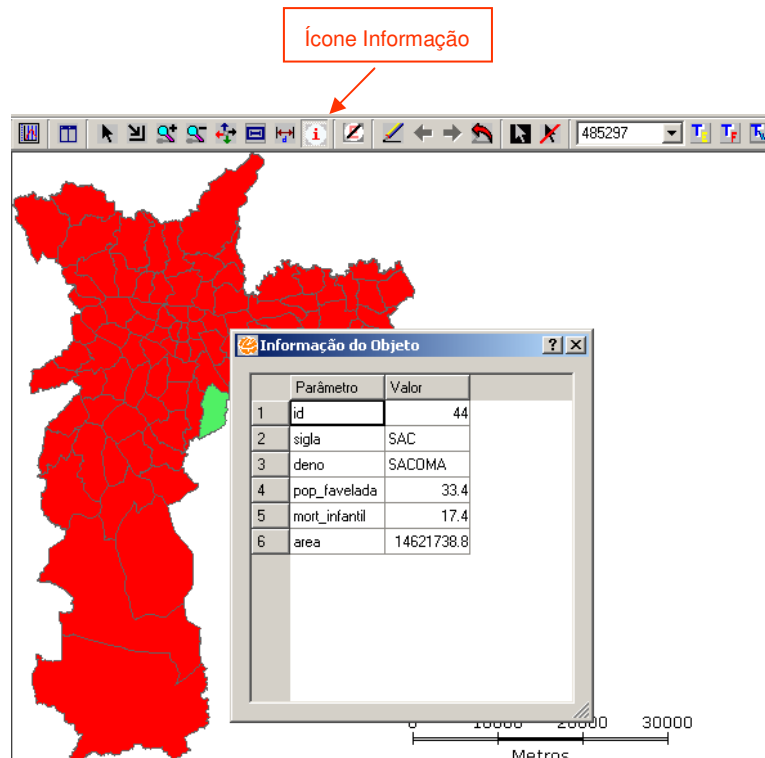 Ícone Informação
i
485297
T E T F T
Informação do Objeto
Parâmetro Valor
1 id 44
2 sigla SAC
3 deno SACOMA
4 pop_favelada 33.4
5 mort_infantil 17.4
6 area 14621738.8
0 10000 20000 30000
Metros